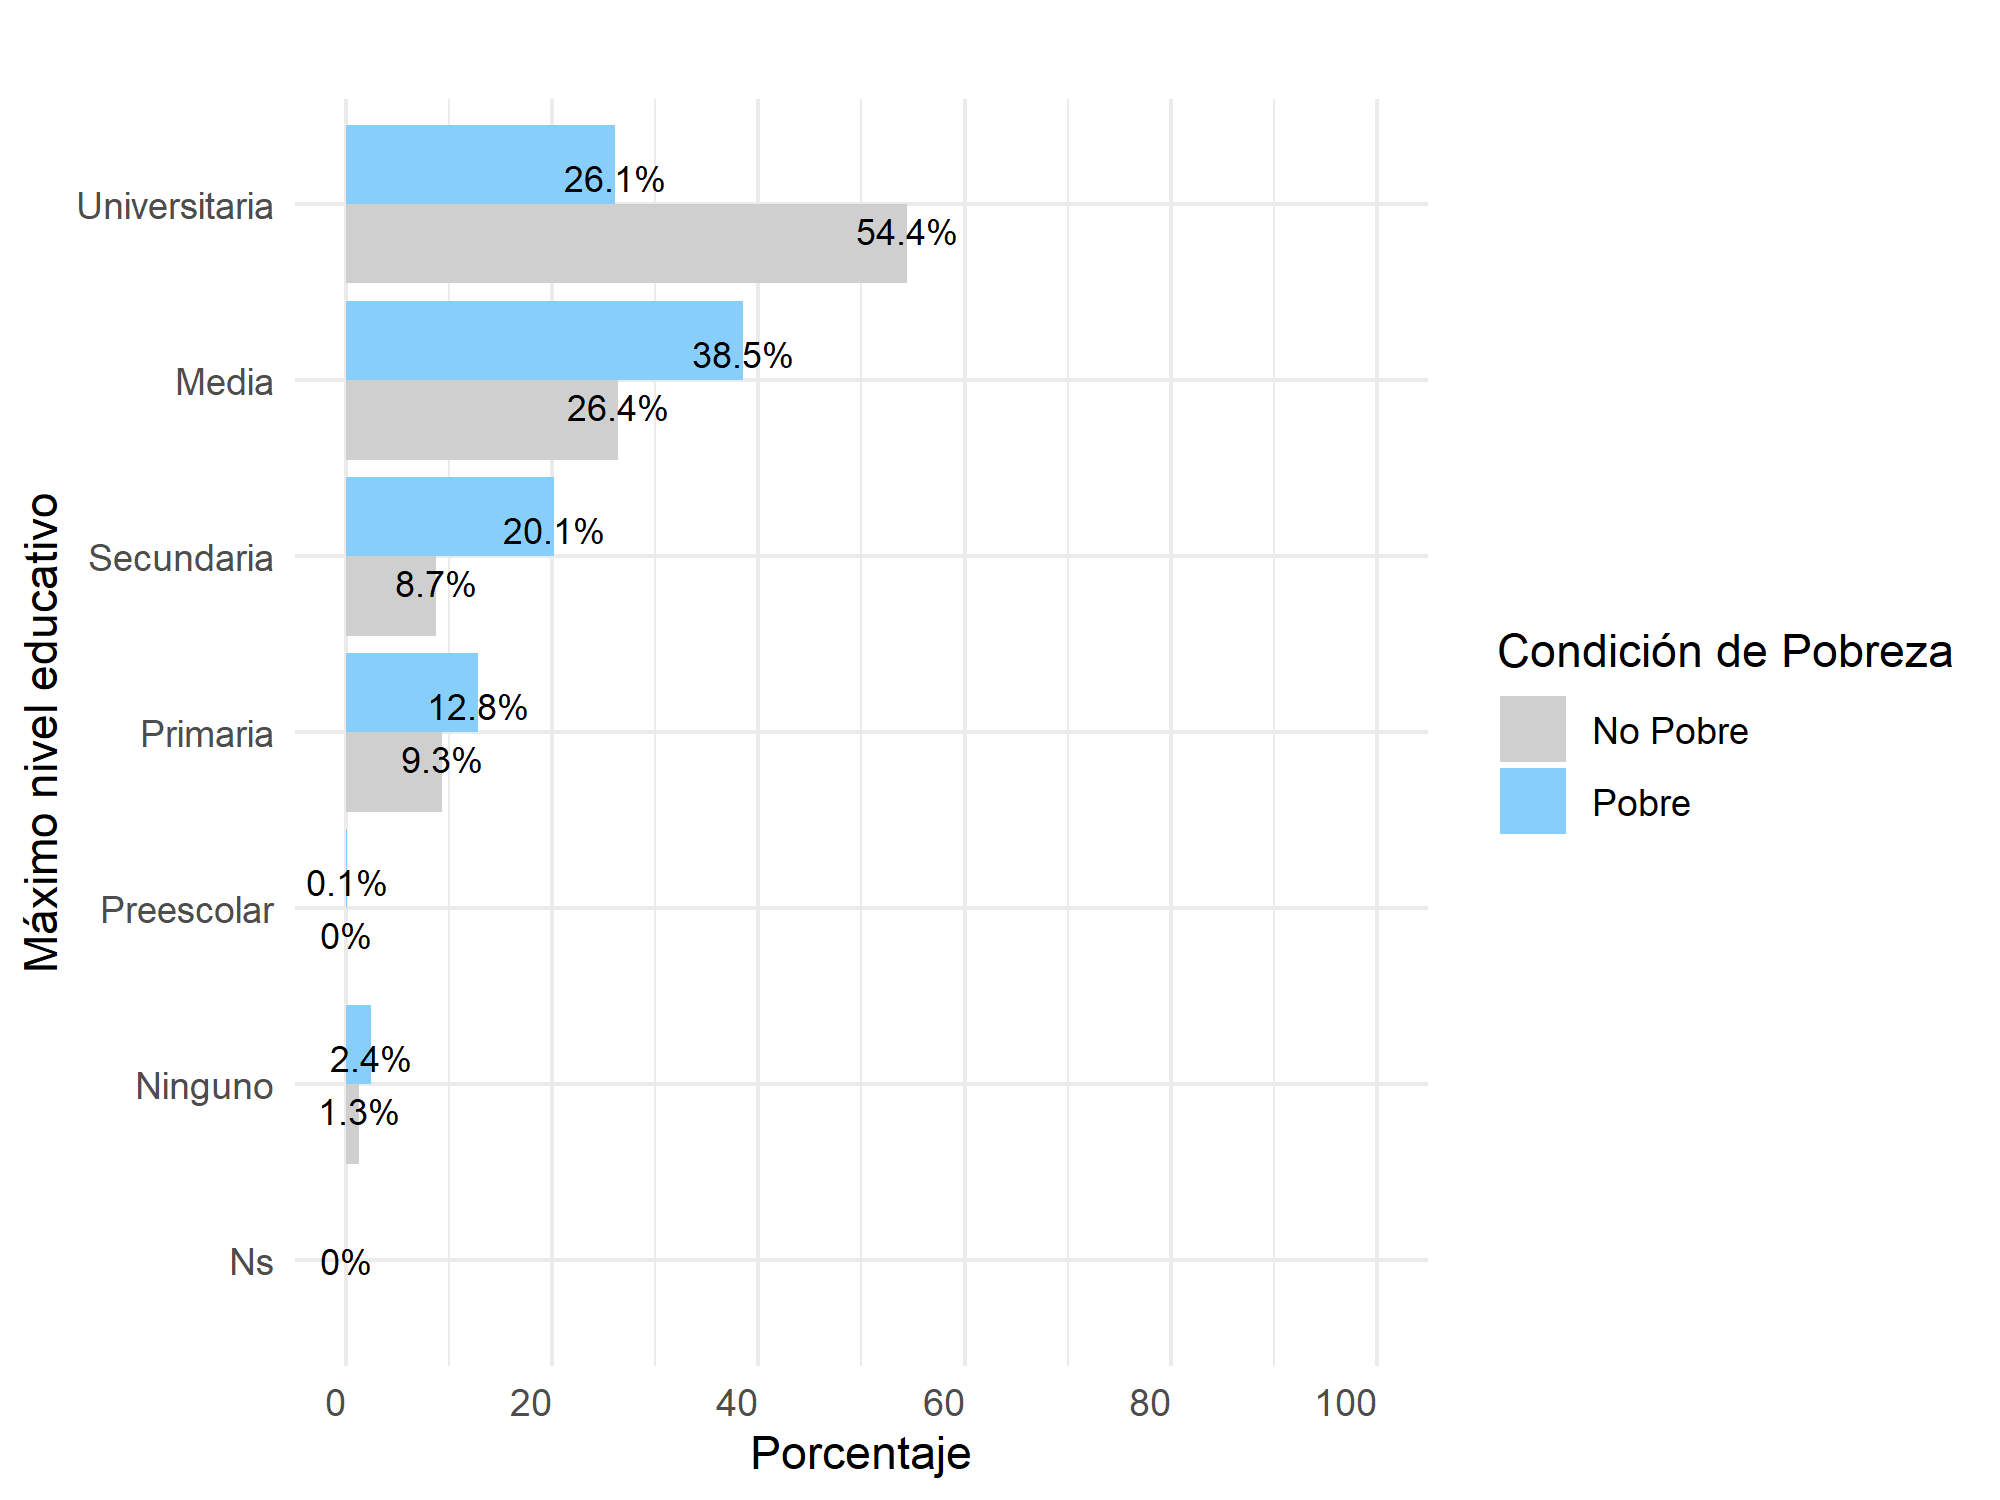 Máximo nivel educativo
Universitaria
26.1%
54.4%
Media
38.5%
26.4%
Secundaria
20.1%
8.7%
Primaria
12.8%
9.3%
Preescolar
0.1%
0%
Ninguno
2.4%
1.3%
Ns
0%
0 20 40 60 80 100
Porcentaje
Condición de Pobreza
No Pobre
Pobre